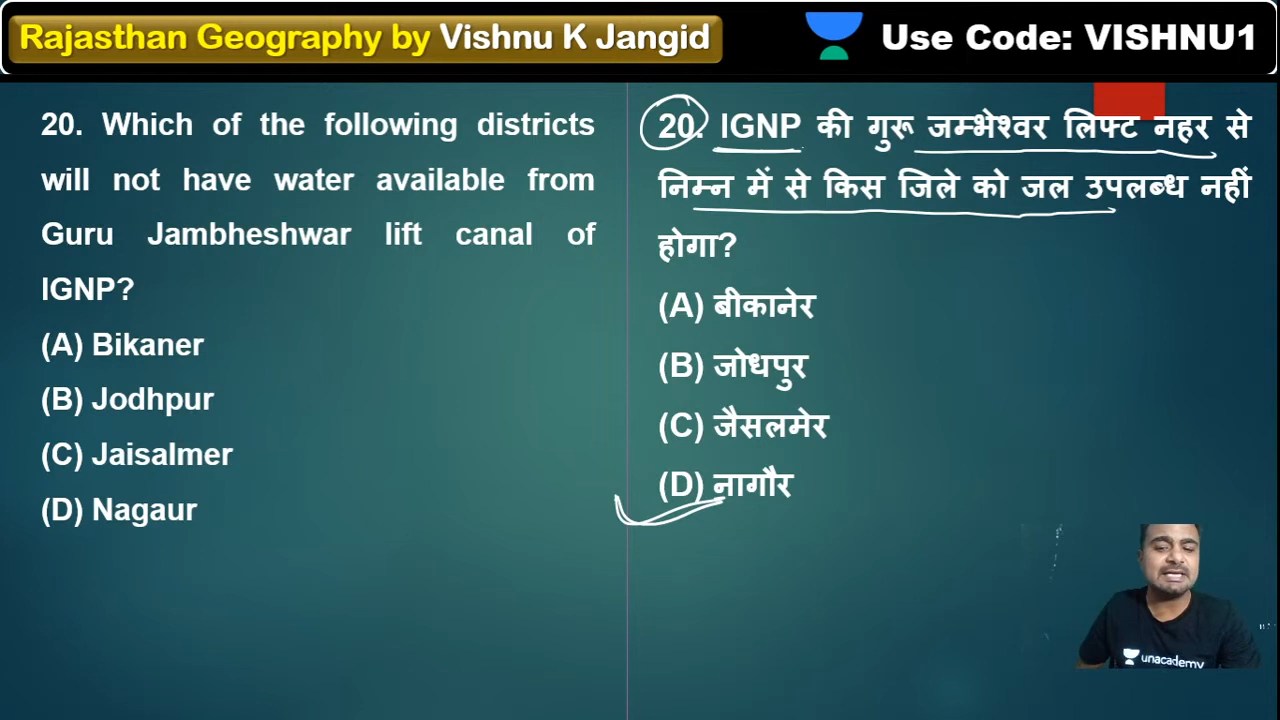 Rajasthan Geography by Vishnu K Jangid
Use Code: VISHNU1
20. Which of the following districts
will not have water available from
Guru Jambheshwar lift canal of
IGNP?
(A) Bikaner
(B) Jodhpur
(C) Jaisalmer
(D) Nagaur
20. IGNP की गुरू जम्भेश्वर लिफ्ट नहर से
निम्न में से किस जिले को जल उपलब्ध नहीं
होगा?
(A) बीकानेर
(B) जोधपुर
(C) जैसलमेर
(D) नागौर
unacademy